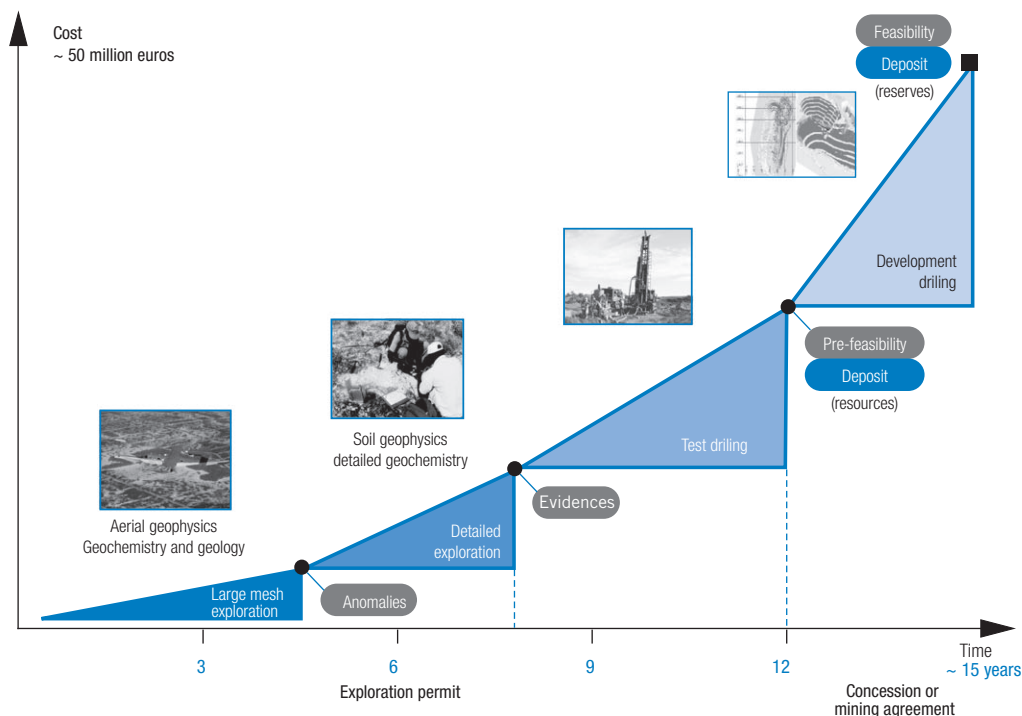 Cost
~ 50 million euros
Feasibility
Deposit
(reserves)
Development
driling
Pre-feasibility
Deposit
(resources)
Test driling
Soil geophysics
detailed geochemistry
Evidences
Detailed
exploration
Aerial geophysics
Geochemistry and geology
Large mesh
exploration
Anomalies
3
6
9
12
Time
~ 15 years
Exploration permit
Concession or
mining agreement